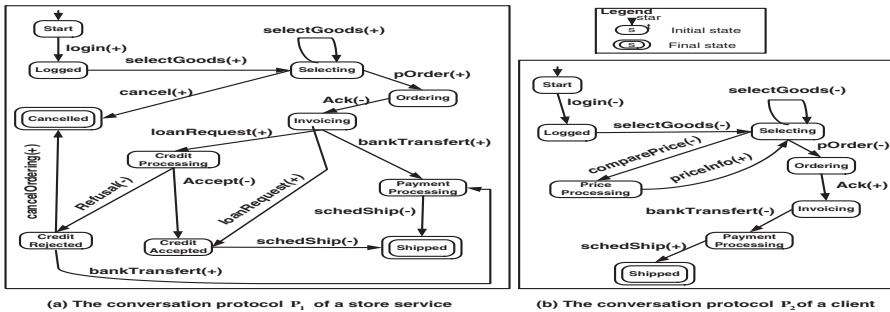 Start
login(+)
Logged
selectGoods(+)
selectGoods(+)
Selecting
cancel(+)
pOrder(+)
Ordering
Ack(-)
Cancelled
Invoicing
loanRequest(+)
bankTransfert(+)
Credit
Processing
cancelOrdering(+)
Refusal(-)
Accept(-)
loanRequest(+)
Payment
Processing
schedShip(-)
Credit
Rejected
Credit
Accepted
schedShip(-)
Shipped
bankTransfert(+)
(a) The conversation protocol P1 of a store service
Legend
star
t
S
Initial state
S
Final state
Start
login(-)
Logged
selectGoods(-)
selectGoods(-)
Selecting
comparePrice(-)
pOrder(-)
Ordering
priceInfo(+)
Price
Processing
Ack(+)
Invoicing
bankTransfert(-)
Payment
Processing
schedShip(+)
Shipped
(b) The conversation protocol P2 of a client